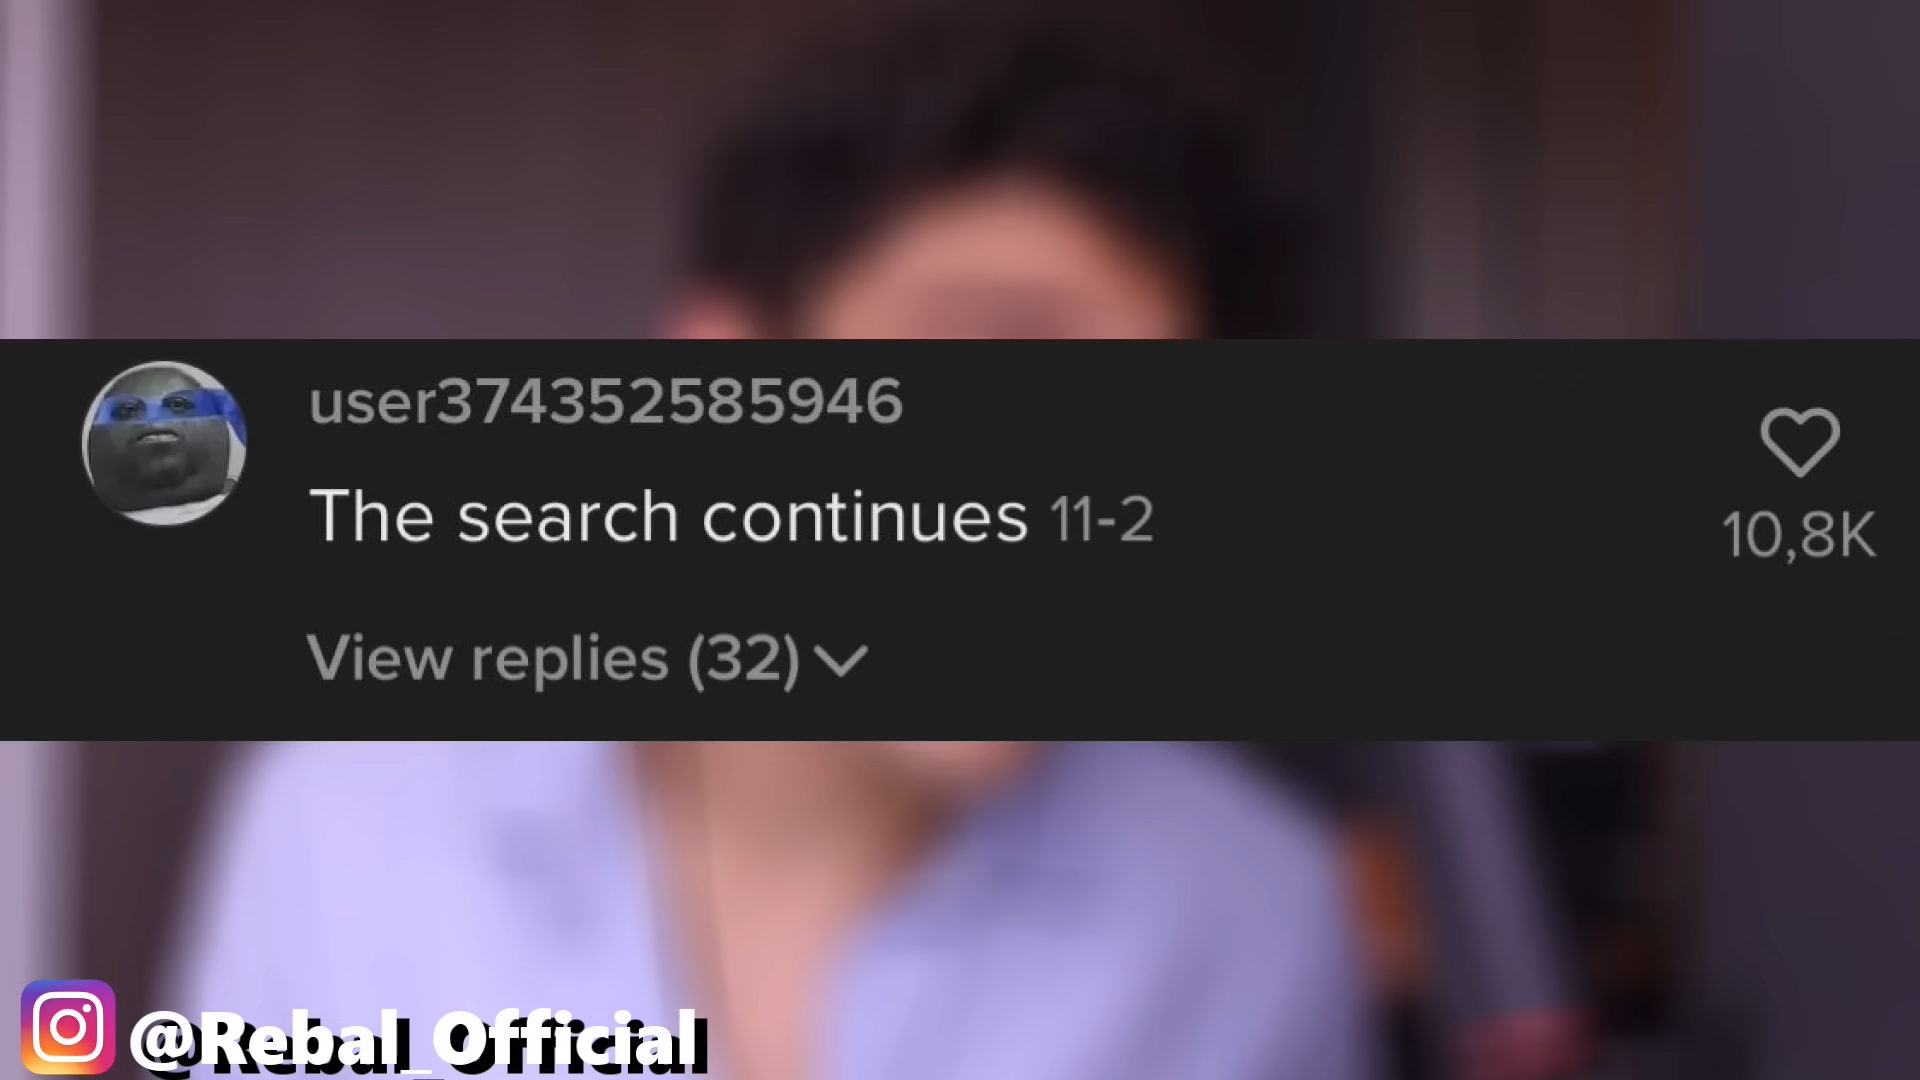 user374352585946
The search continues 11-2
10,8K
View replies (32)
@Rebal_Official